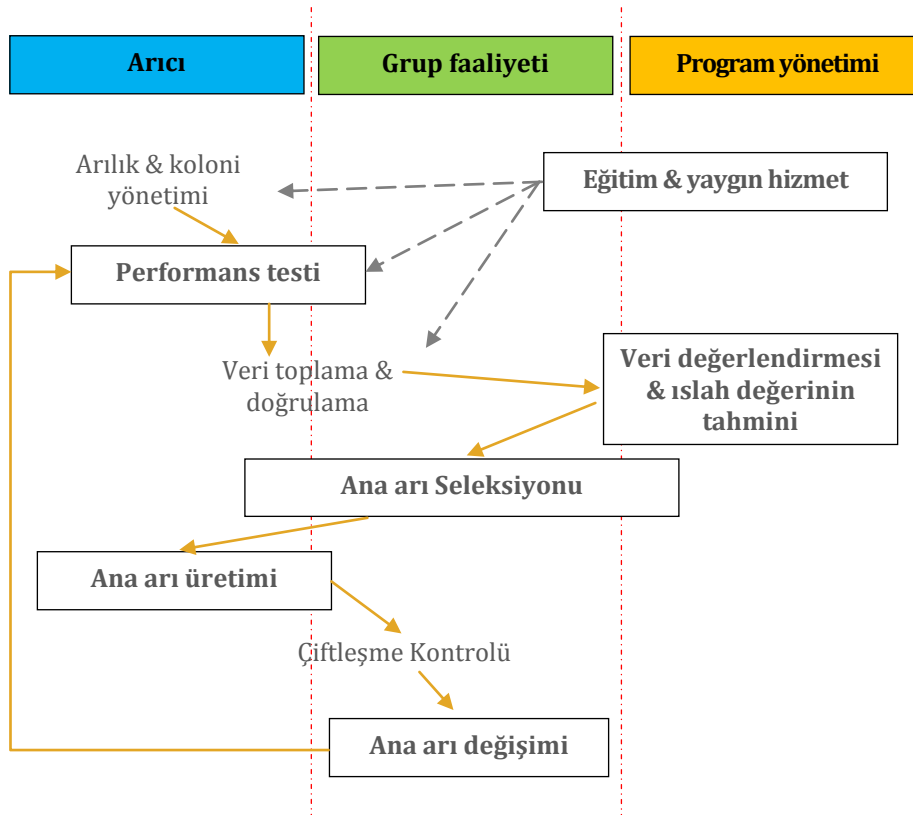 Arıcı
Grup faaliyeti
Program yönetimi
Arılık & koloni
yönetimi
Eğitim & yaygın hizmet
Performans testi
Veri toplama &
doğrulama
Veri değerlendirmesi
& ıslah değerinin
tahmini
Ana arı Seleksiyonu
Ana arı üretimi
Çiftleşme Kontrolü
Ana arı değişimi